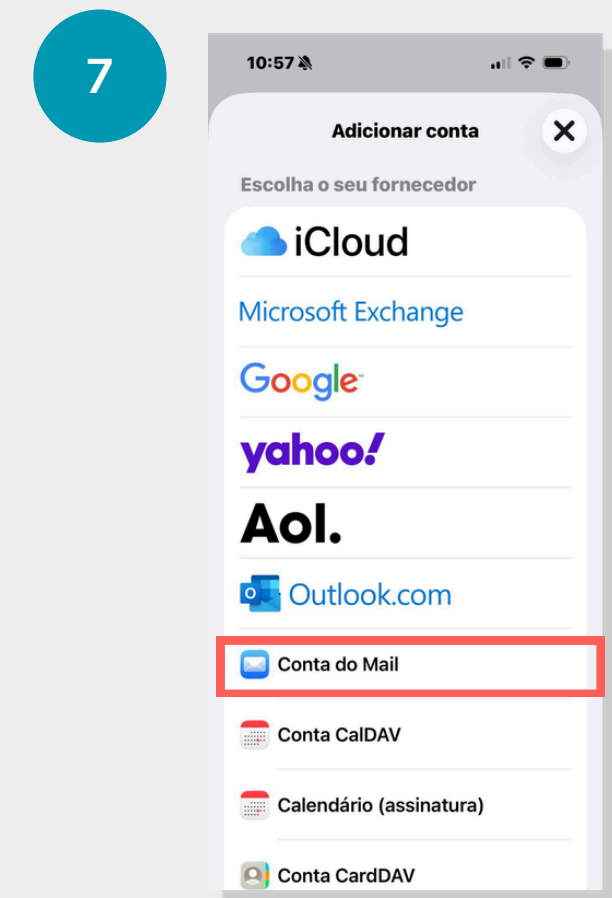 7
10:57
Adicionar conta
Escolha o seu fornecedor
iCloud
Microsoft Exchange
Google
yahoo!
Aol.
Outlook.com
Conta do Mail
Conta CalDAV
Calendário (assinatura)
Conta CardDAV